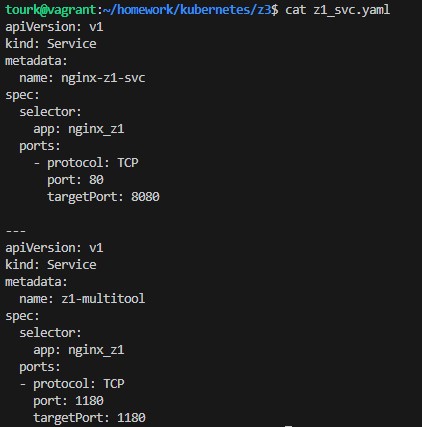 tourk@vagrant:~/homework/kubernetes/z3$ cat z1_svc.yaml
apiVersion: v1
kind: Service
metadata:
  name: nginx-z1-svc
spec:
  selector:
    app: nginx_z1
  ports:
    - protocol: TCP
      port: 80
      targetPort: 8080

---
apiVersion: v1
kind: Service
metadata:
  name: z1-multitool
spec:
  selector:
    app: nginx_z1
  ports:
  - protocol: TCP
    port: 1180
    targetPort: 1180